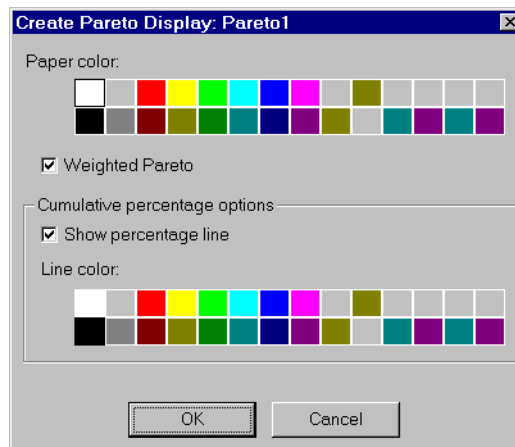 Create Pareto Display: Pareto1
Paper color:
Weighted Pareto
Cumulative percentage options
Show percentage line
Line color:
OK Cancel